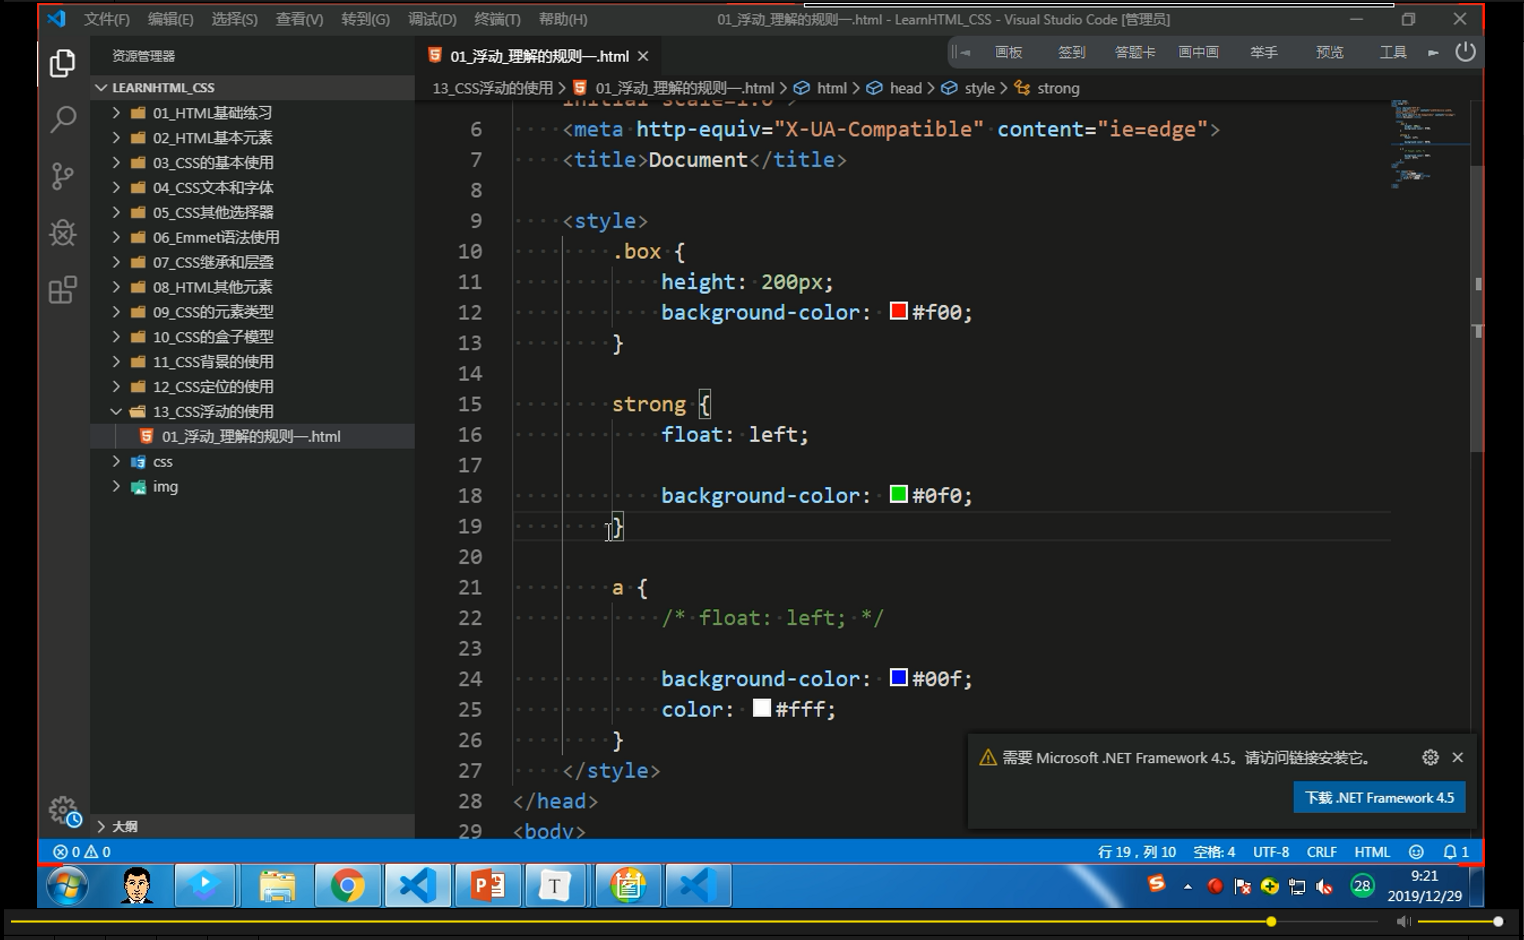 文件(F) 编辑(E) 选择(S) 查看(V) 转到(G) 调试(D) 终端(T) 帮助(H) 01_浮动_理解的规则一.html - LearnHTML_CSS - Visual Studio Code [管理员]
资源管理器
01_浮动_理解的规则一.html
画板 签到 答题卡 画中画 举手 预览 工具
LEARNHTML_CSS
13_CSS浮动的使用 > 01_浮动_理解的规则一.html > html > head > style > strong
01_HTML基础练习
02_HTML基本元素
03_CSS的基本使用
04_CSS文本和字体
05_CSS其他选择器
06_Emmet语法使用
07_CSS继承和层叠
08_HTML其他元素
09_CSS的元素类型
10_CSS的盒子模型
11_CSS背景的使用
12_CSS定位的使用
13_CSS浮动的使用
01_浮动_理解的规则一.html
css
img
大纲
initial-scale=1.0">
6 <meta http-equiv="X-UA-Compatible" content="ie=edge">
7 <title>Document</title>
8
9 <style>
10 .box {
11 height: 200px;
12 background-color: #f00;
13 }
14
15 strong {
16 float: left;
17
18 background-color: #0f0;
19 }
20
21 a {
22 /* float: left; */
23
24 background-color: #00f;
25 color: #fff;
26 }
27 </style>
28 </head>
29 <body>
需要 Microsoft .NET Framework 4.5。请访问链接安装它。
下载 .NET Framework 4.5
0 0 行 19，列 10 空格: 4 UTF-8 CRLF HTML 1
T
28
9:21
2019/12/29